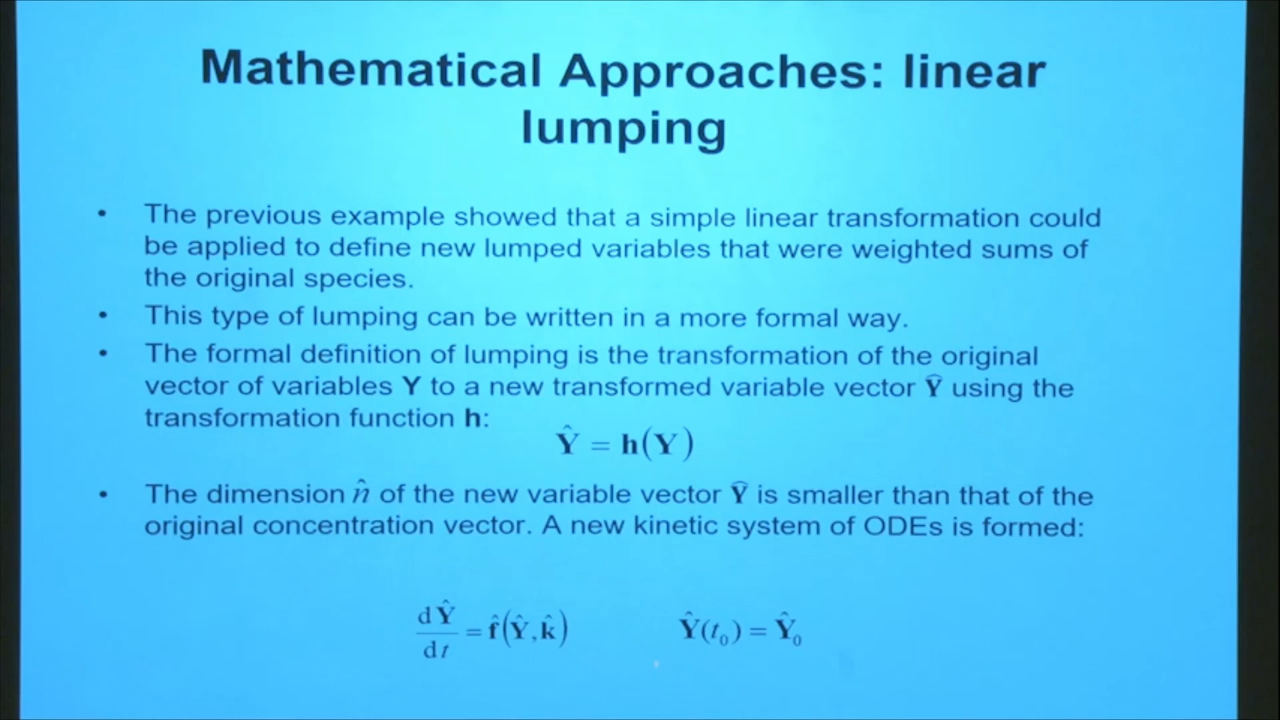 Mathematical Approaches: linear
lumping
• The previous example showed that a simple linear transformation could
be applied to define new lumped variables that were weighted sums of
the original species.
• This type of lumping can be written in a more formal way.
• The formal definition of lumping is the transformation of the original
vector of variables Y to a new transformed variable vector Ŷ using the
transformation function h:
Ŷ = h(Y)
• The dimension n̂ of the new variable vector Ŷ is smaller than that of the
original concentration vector. A new kinetic system of ODEs is formed:
dŶ/dt = f̂(Ŷ, k̂) Ŷ(t₀) = Ŷ₀